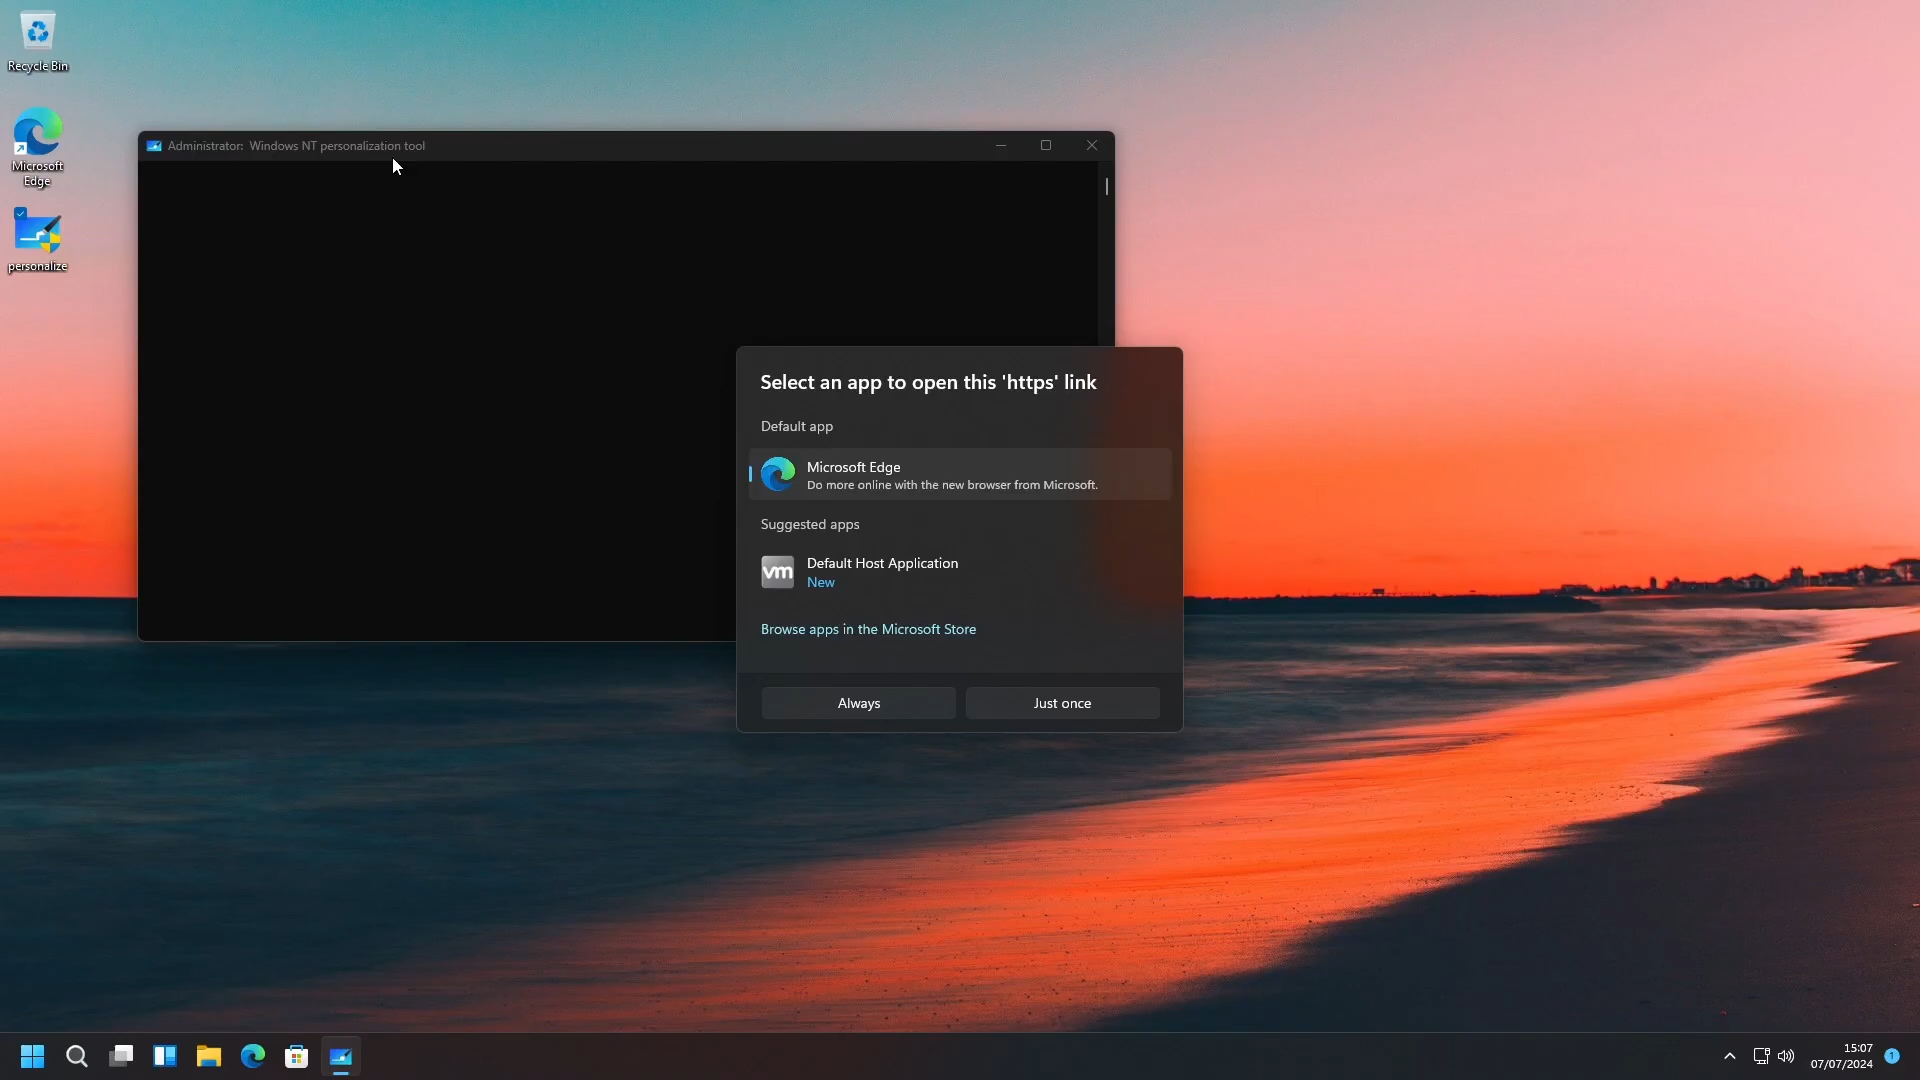 Recycle Bin
Microsoft
Edge
personalize
Administrator:  Windows NT personalization tool
Select an app to open this 'https' link
Default app
Microsoft Edge
Do more online with the new browser from Microsoft.
Suggested apps
vm
Default Host Application
New
Browse apps in the Microsoft Store
Always
Just once
15:07
07/07/2024
1